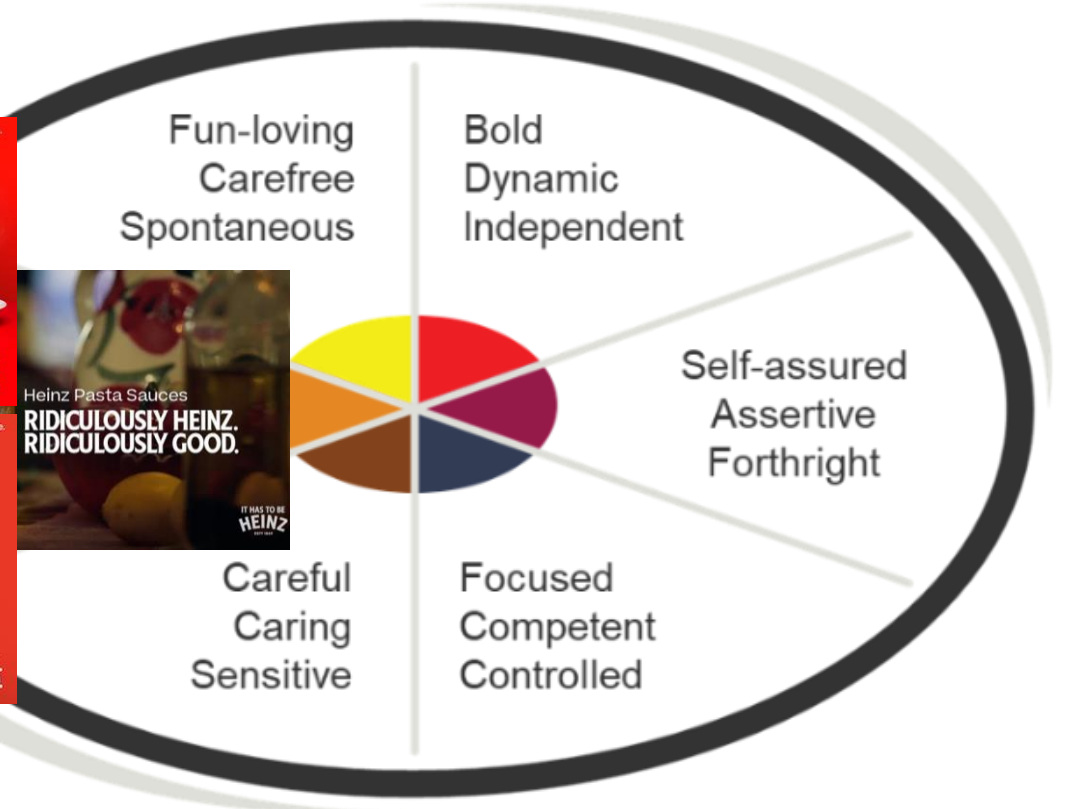 Fun-loving
Carefree
Spontaneous
Bold
Dynamic
Independent
Heinz Pasta Sauces
RIDICULOUSLY HEINZ.
RIDICULOUSLY GOOD.
IT HAS TO BE
HEINZ
Self-assured
Assertive
Forthright
Careful
Caring
Sensitive
Focused
Competent
Controlled